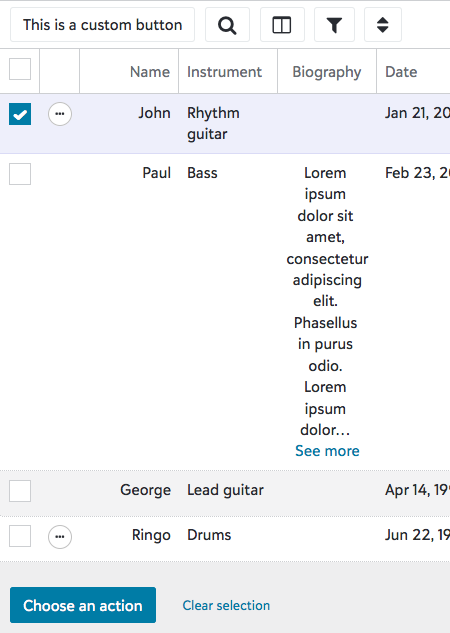 This is a custom button
Name Instrument Biography Date
John Rhythm Jan 21, 20
guitar
Paul Bass Lorem Feb 23, 2
ipsum
dolor sit
amet,
consectetur
adipiscing
elit.
Phasellus
in purus
odio.
Lorem
ipsum
dolor...
See more
George Lead guitar Apr 14, 19
Ringo Drums Jun 22, 19
Choose an action Clear selection